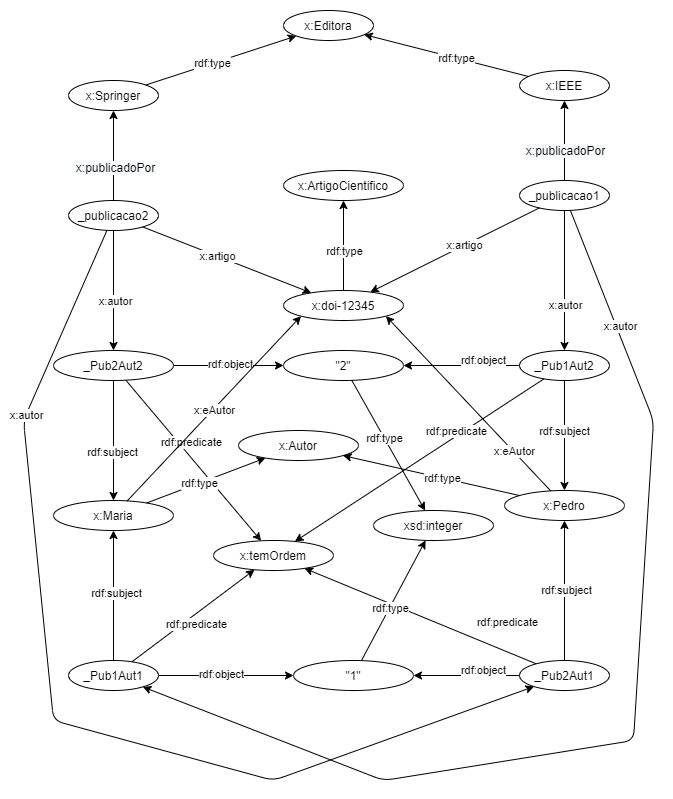 x:Editora
rdf:type
rdf:type
x:Springer
x:IEEE
x:publicadoPor
x:publicadoPor
x:ArtigoCientifico
_publicacao2
_publicacao1
x:artigo
rdf:type
x:artigo
x:autor
x:doi-12345
x:autor
x:autor
_Pub2Aut2
rdf:object
"2"
rdf:object
_Pub1Aut2
x:autor
x:eAutor
rdf:subject
rdf:predicate
x:Autor
rdf:type
rdf:predicate
rdf:subject
x:eAutor
rdf:type
rdf:type
x:Maria
x:Pedro
xsd:integer
x:temOrdem
rdf:subject
rdf:subject
rdf:type
rdf:predicate
rdf:predicate
_Pub1Aut1
rdf:object
"1"
rdf:object
_Pub2Aut1